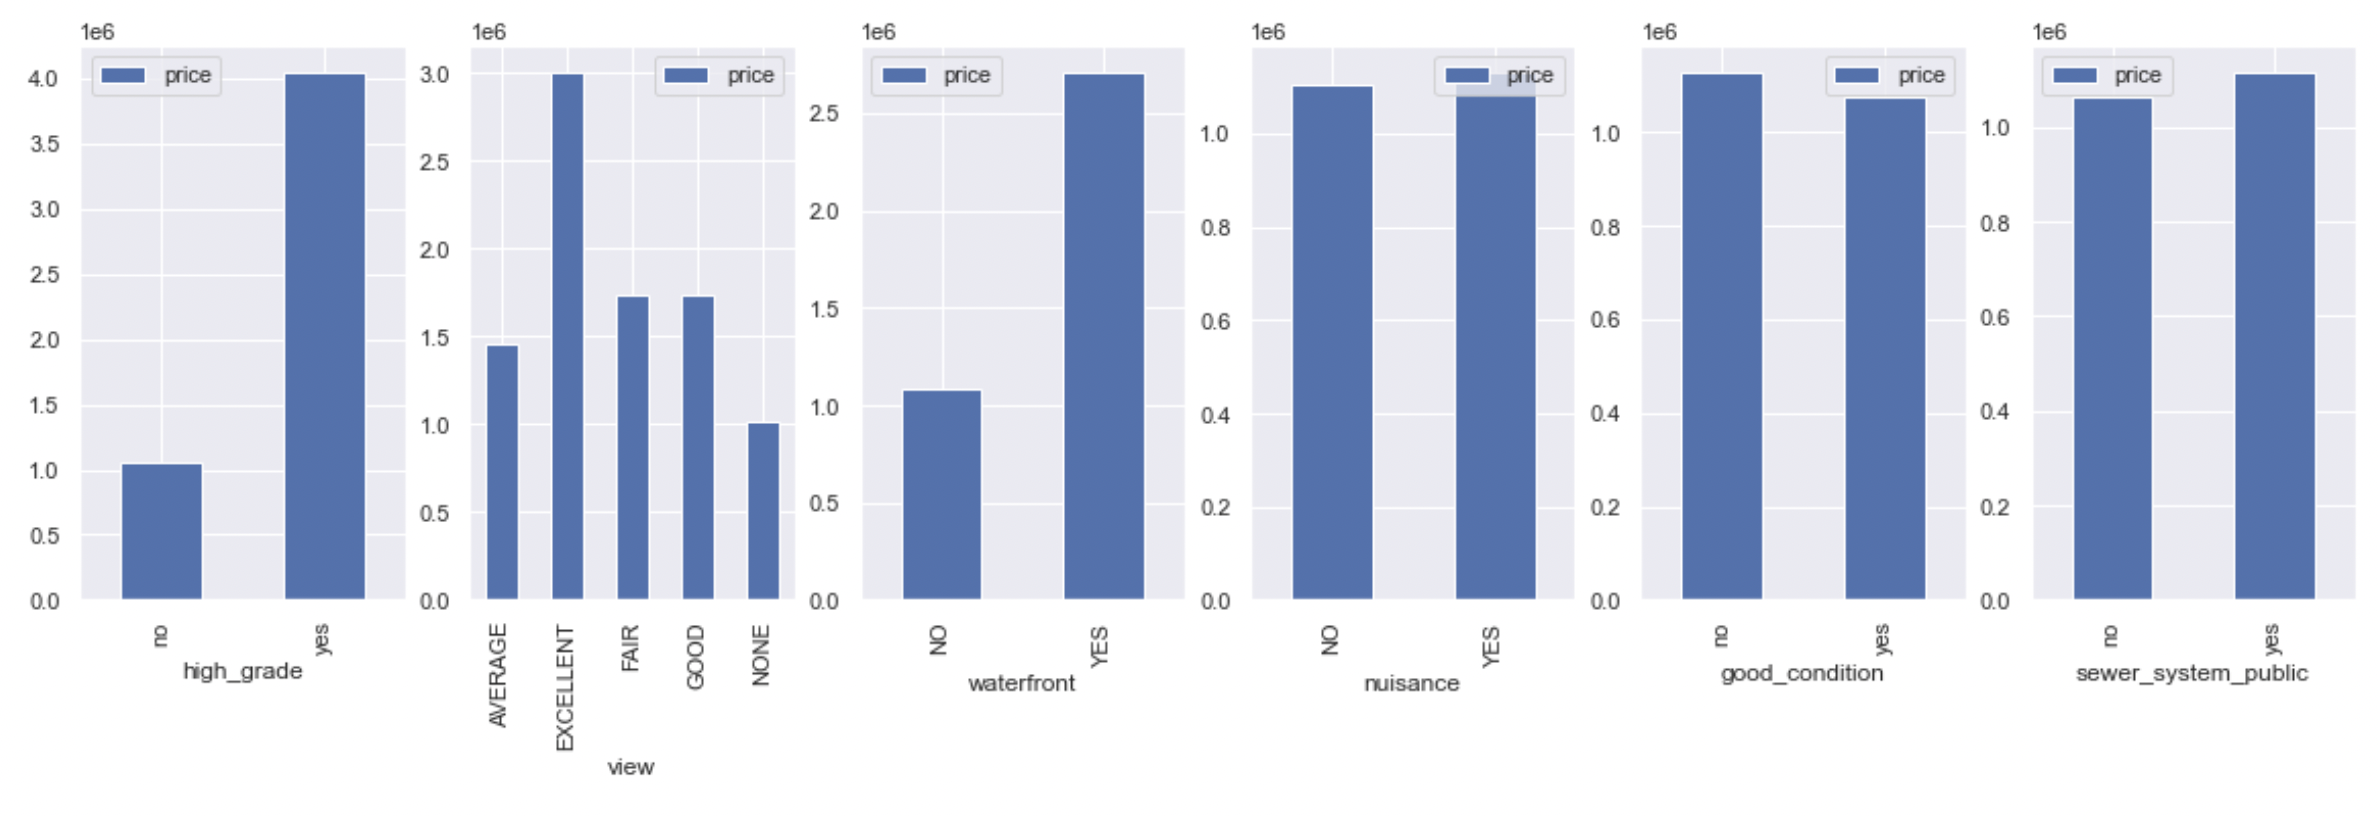 1e6
price
4.0
3.5
3.0
2.5
2.0
1.5
1.0
0.5
0.0
no
yes
high_grade
1e6
price
3.0
2.5
2.0
1.5
1.0
0.5
0.0
AVERAGE
EXCELLENT
FAIR
GOOD
NONE
view
1e6
price
2.5
2.0
1.5
1.0
0.5
0.0
NO
YES
waterfront
1e6
price
1.0
0.8
0.6
0.4
0.2
0.0
NO
YES
nuisance
1e6
price
1.0
0.8
0.6
0.4
0.2
0.0
no
yes
good_condition
1e6
price
1.0
0.8
0.6
0.4
0.2
0.0
no
yes
sewer_system_public